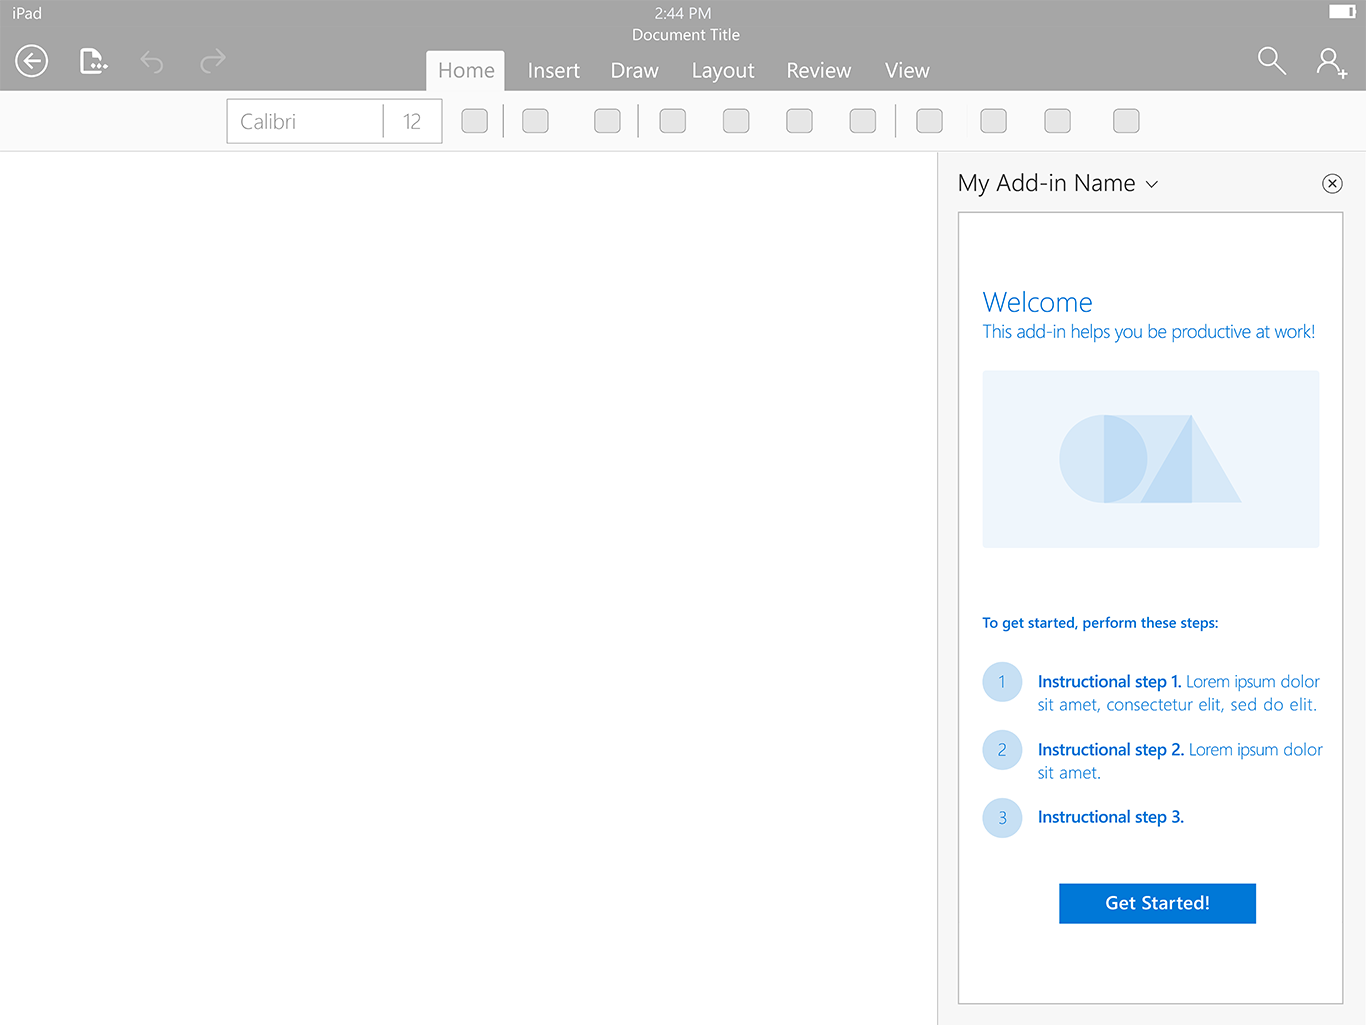 iPad
2:44 PM
Document Title
Home Insert Draw Layout Review View
Calibri 12
My Add-in Name
Welcome
This add-in helps you be productive at work!
To get started, perform these steps:
1 Instructional step 1. Lorem ipsum dolor
sit amet, consectetur elit, sed do elit.
2 Instructional step 2. Lorem ipsum dolor
sit amet.
3 Instructional step 3.
Get Started!